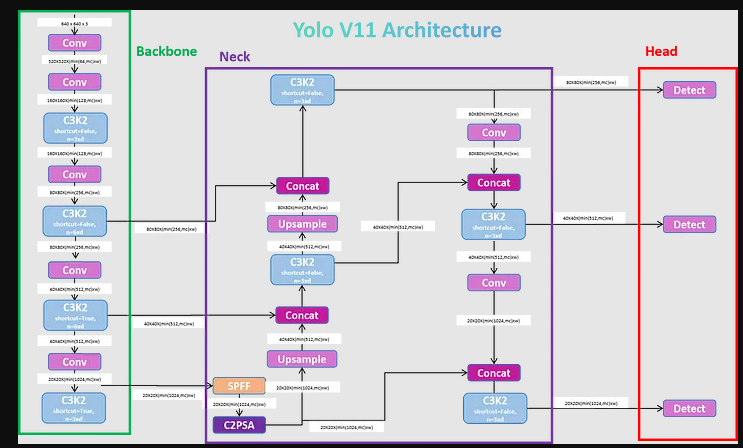 Yolo V11 Architecture
Backbone
640 x 640 x 3
Conv
320X320X(min(64,mc)xw)
Conv
160X160X(min(128,mc)xw)
C3K2
shortcut=False,
n=3xd
160X160X(min(128,mc)xw)
Conv
80X80X(min(256,mc)xw)
C3K2
shortcut=False,
n=6xd
80X80X(min(256,mc)xw)
Conv
40X40X(min(512,mc)xw)
C3K2
shortcut=True,
n=6xd
40X40X(min(512,mc)xw)
Conv
20X20X(min(1024,mc)xw)
C3K2
shortcut=True,
n=3xd
80X80X(min(256,mc)xw)
40X40X(min(512,mc)xw)
20X20X(min(1024,mc)xw)
Neck
C3K2
shortcut=False,
n=3xd
Concat
80X80X(min(256,mc)xw)
Upsample
40X40X(min(512,mc)xw)
C3K2
shortcut=False,
n=3xd
Concat
40X40X(min(512,mc)xw)
Upsample
20X20X(min(1024,mc)xw)
SPFF
20X20X(min(1024,mc)xw)
C2PSA
20X20X(min(1024,mc)xw)
40X40X(min(512,mc)xw)
80X80X(min(256,mc)xw)
Conv
80X80X(min(256,mc)xw)
Concat
C3K2
shortcut=False,
n=3xd
40X40X(min(512,mc)xw)
Conv
20X20X(min(1024,mc)xw)
Concat
C3K2
shortcut=False,
n=3xd
Head
80X80X(min(256,mc)xw)
Detect
40X40X(min(512,mc)xw)
Detect
20X20X(min(1024,mc)xw)
Detect